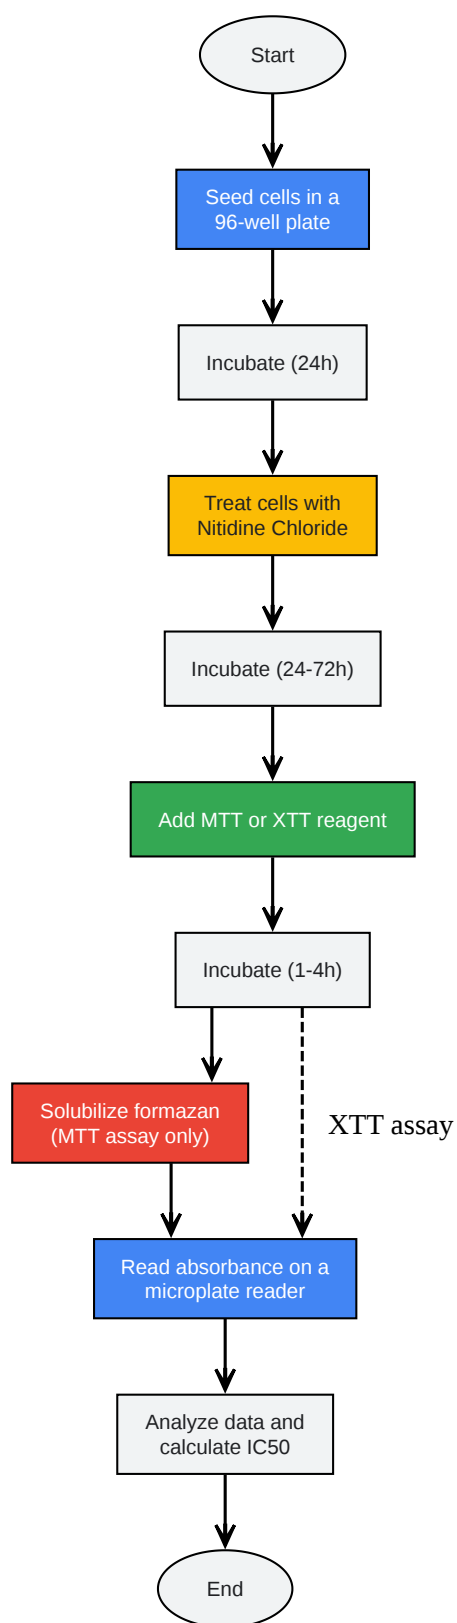 Start
Seed cells in a
96-well plate
Incubate (24h)
Treat cells with
Nitidine Chloride
Incubate (24-72h)
Add MTT or XTT reagent
Incubate (1-4h)
Solubilize formazan
(MTT assay only)
XTT assay
Read absorbance on a
microplate reader
Analyze data and
calculate IC50
End